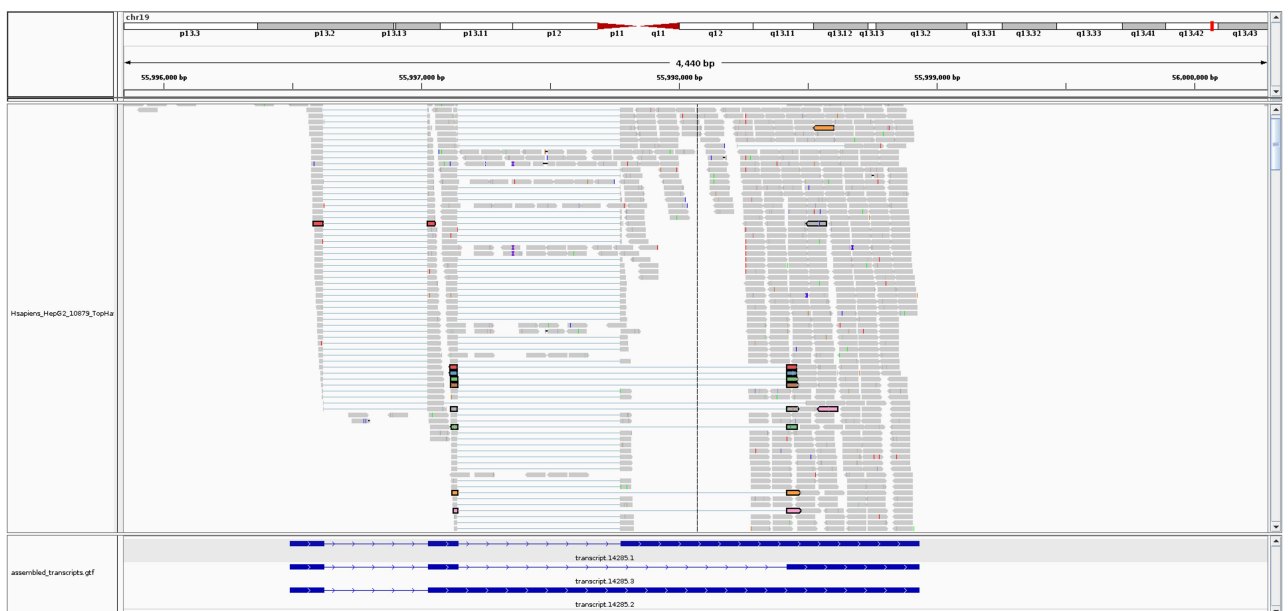 chr19
p13.3 p13.2 p13.13 p13.11 p12 p11 q11 q12 q13.11 q13.12 q13.13 q13.2 q13.31 q13.32 q13.33 q13.41 q13.42 q13.43
4,440 bp
55,996,000 bp 55,997,000 bp 55,998,000 bp 55,999,000 bp 56,000,000 bp
Hsapiens_HepG2_10879_TopHa
transcript.14285.1
assembled_transcripts.gtf
transcript.14285.3
transcript.14285.2